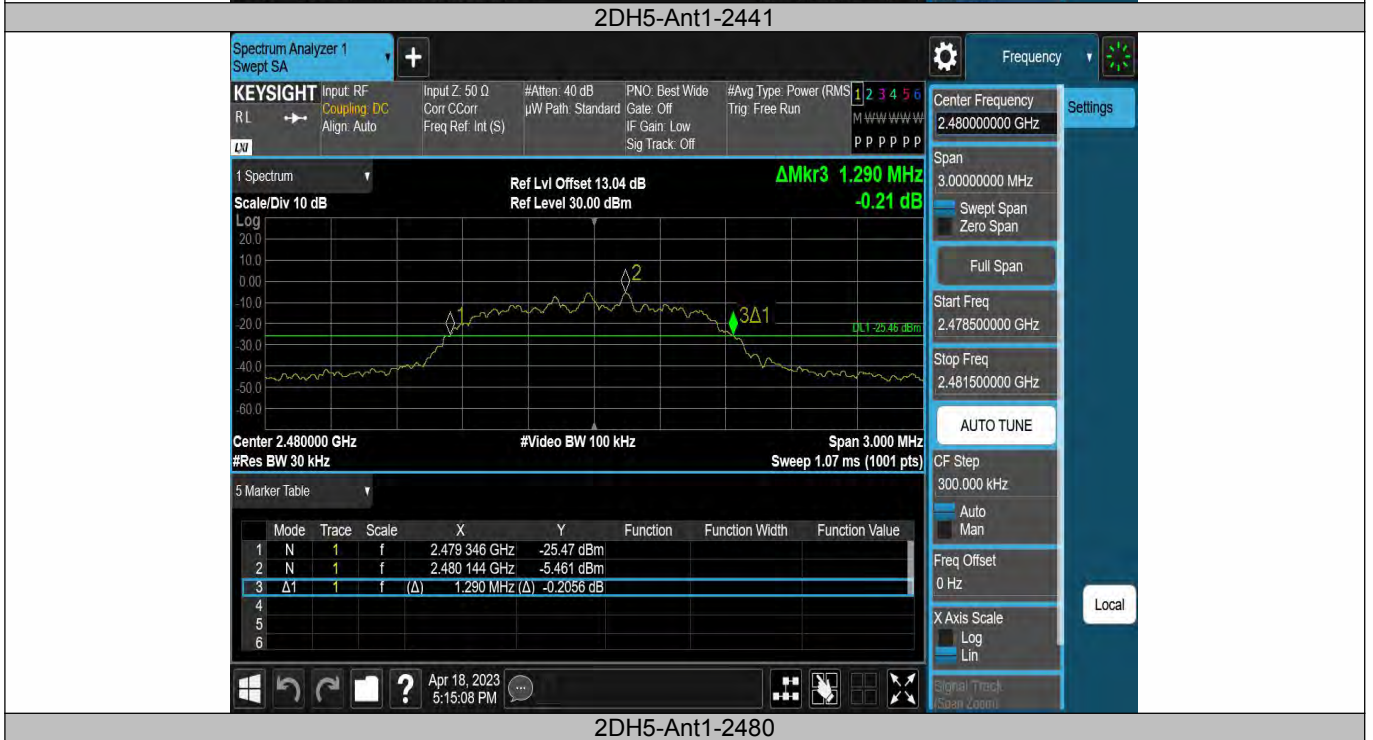 2DH5-Ant1-2441
Spectrum Analyzer 1
Swept SA
+
Frequency
KEYSIGHT
RL
LXI
Input: RF
Coupling: DC
Align: Auto
Input Z: 50 Ω
Corr CCorr
Freq Ref: Int (S)
#Atten: 40 dB
µW Path: Standard
PNO: Best Wide
Gate: Off
IF Gain: Low
Sig Track: Off
#Avg Type: Power (RMS
Trig: Free Run
1 2 3 4 5 6
M W W W W W
P P P P P P
1 Spectrum
Scale/Div 10 dB
Ref Lvl Offset 13.04 dB
Ref Level 30.00 dBm
ΔMkr3 1.290 MHz
-0.21 dB
Log
20.0
10.0
0.00
-10.0
-20.0
-30.0
-40.0
-50.0
-60.0
1
2
3Δ1
DL1 -25.46 dBm
Center 2.480000 GHz
#Video BW 100 kHz
Span 3.000 MHz
#Res BW 30 kHz
Sweep 1.07 ms (1001 pts)
5 Marker Table
Mode Trace Scale X Y Function Function Width Function Value
1 N 1 f 2.479 346 GHz -25.47 dBm
2 N 1 f 2.480 144 GHz -5.461 dBm
3 Δ1 1 f (Δ) 1.290 MHz (Δ) -0.2056 dB
4
5
6
?
Apr 18, 2023
5:15:08 PM
Center Frequency
2.480000000 GHz
Settings
Span
3.00000000 MHz
Swept Span
Zero Span
Full Span
Start Freq
2.478500000 GHz
Stop Freq
2.481500000 GHz
AUTO TUNE
CF Step
300.000 kHz
Auto
Man
Freq Offset
0 Hz
X Axis Scale
Log
Lin
Signal Track
(Span Zoom)
Local
2DH5-Ant1-2480